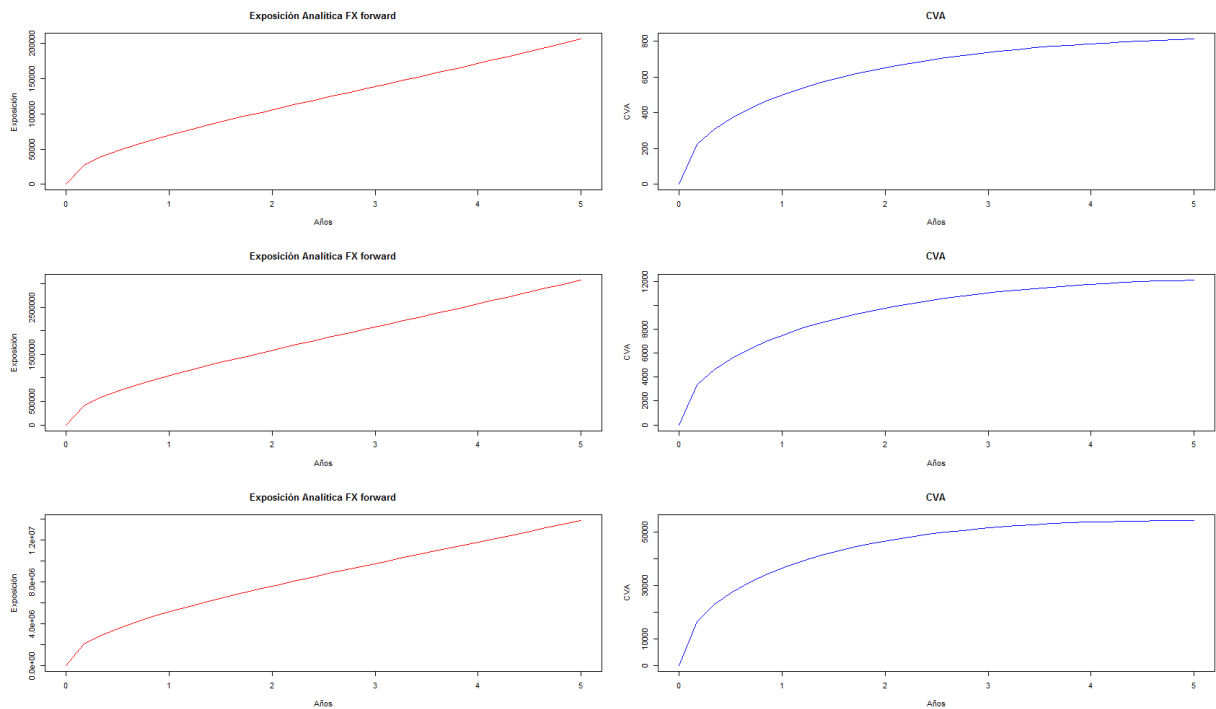 Exposición Analítica FX forward
Exposición
0 50000 100000 150000 200000
0 1 2 3 4 5
Años
CVA
CVA
0 200 400 600 800
0 1 2 3 4 5
Años
Exposición Analítica FX forward
Exposición
0 500000 1500000 2500000
0 1 2 3 4 5
Años
CVA
CVA
0 2000 4000 6000 8000 12000
0 1 2 3 4 5
Años
Exposición Analítica FX forward
Exposición
0.0e+00 4.0e+06 8.0e+06 1.2e+07
0 1 2 3 4 5
Años
CVA
CVA
0 10000 30000 50000
0 1 2 3 4 5
Años